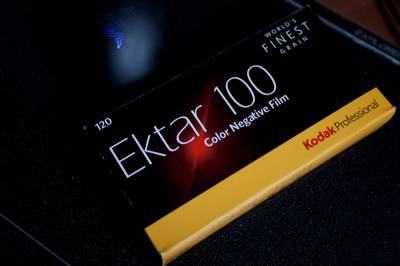 WORLD'S
FINEST
GRAIN
120
Ektar 100
Color Negative Film
Kodak Professional